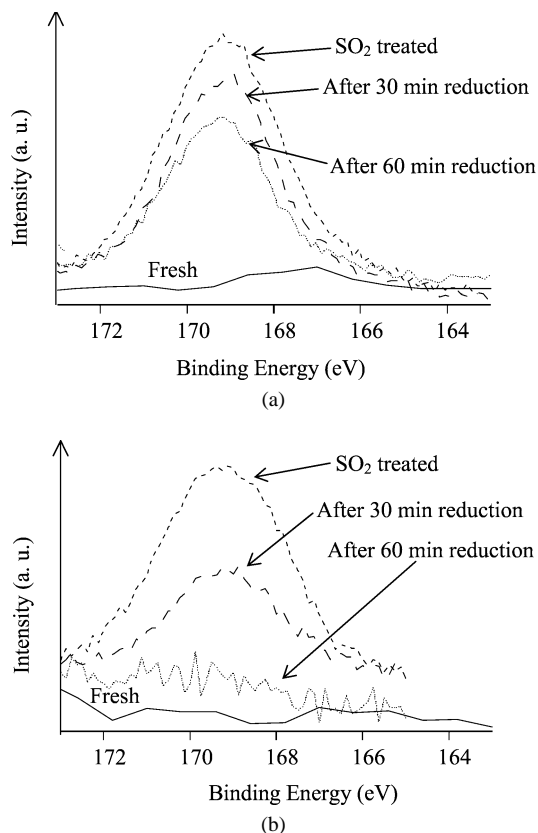 SO₂ treated
After 30 min reduction
After 60 min reduction
Fresh
Intensity (a. u.)
172 170 168 166 164
Binding Energy (eV)
(a)
SO₂ treated
After 30 min reduction
After 60 min reduction
Fresh
Intensity (a. u.)
172 170 168 166 164
Binding Energy (eV)
(b)